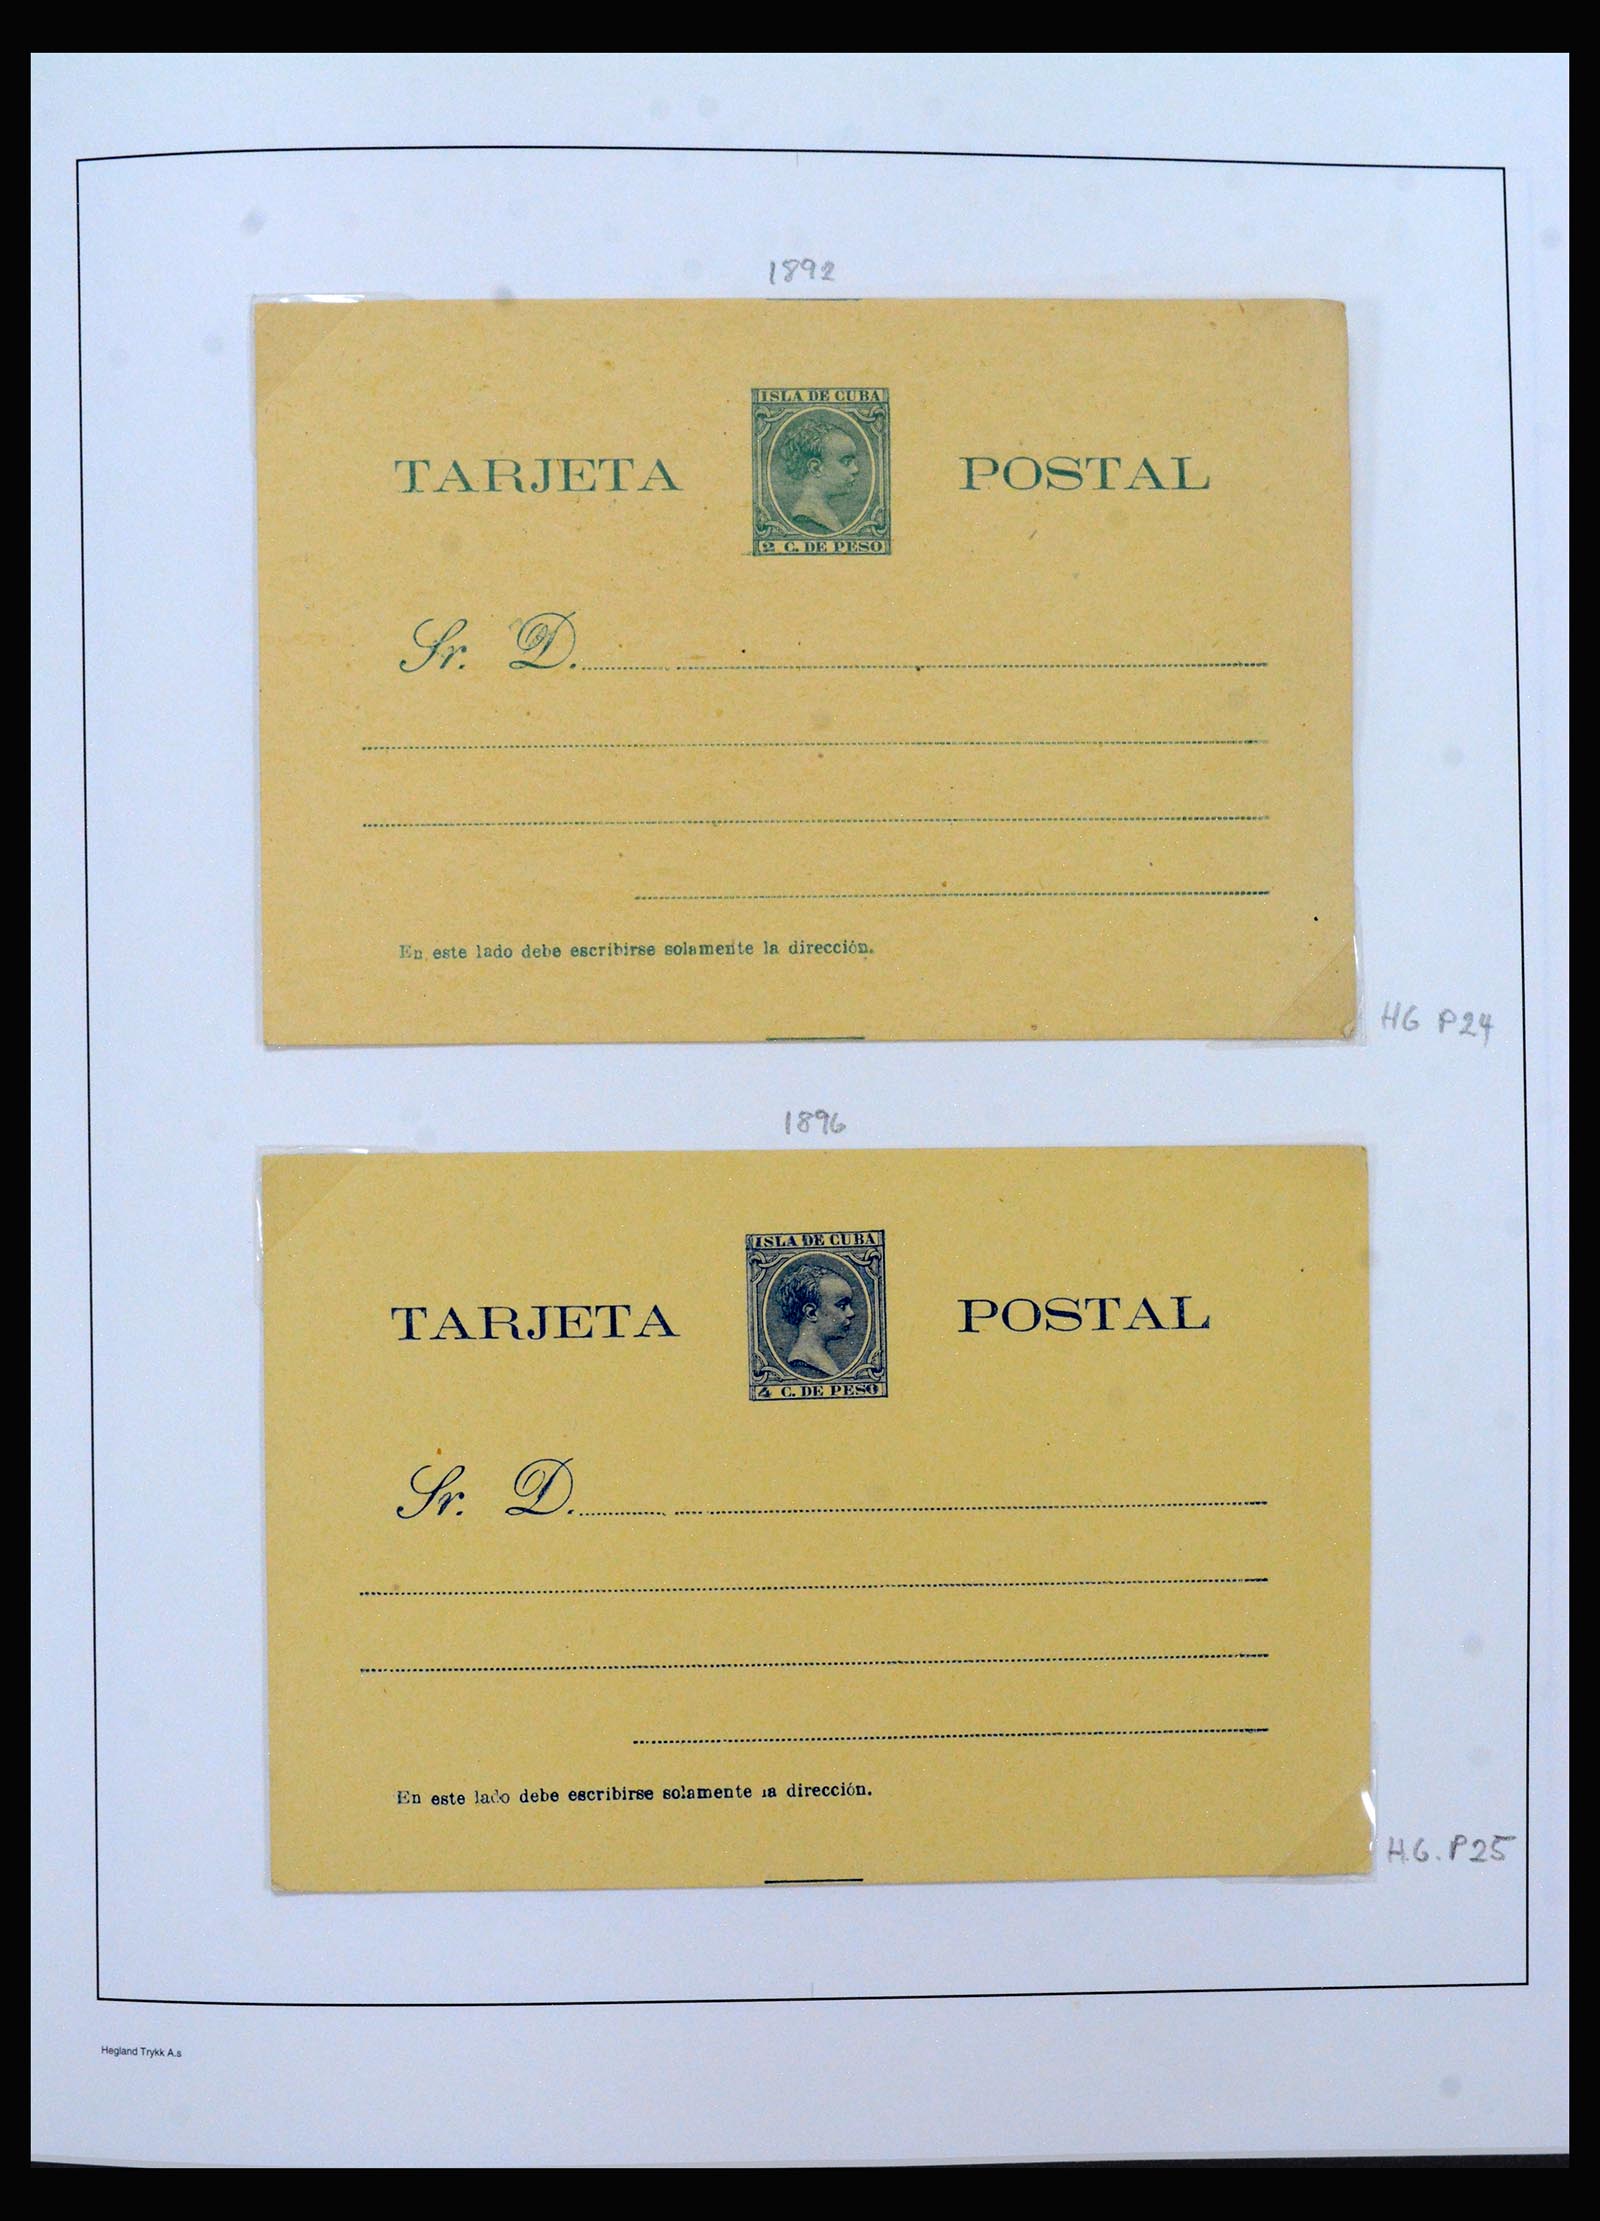 1892
ISLA DE CUBA
TARJETA POSTAL
2 C. DE PESO
Sr. D.
En este lado debe escribirse solamente la dirección.
HG P24
1896
ISLA DE CUBA
TARJETA POSTAL
4 C. DE PESO
Sr. D.
En este lado debe escribirse solamente la dirección.
H.G. P25
Hegland Trykk A.s